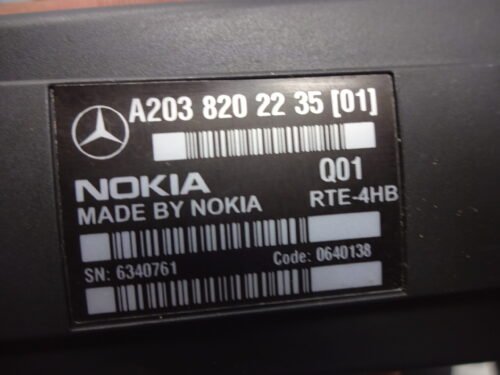 A203 820 22 35 [01]
Q01
NOKIA
RTE-4HB
MADE BY NOKIA
SN: 6340761
Code: 0640138